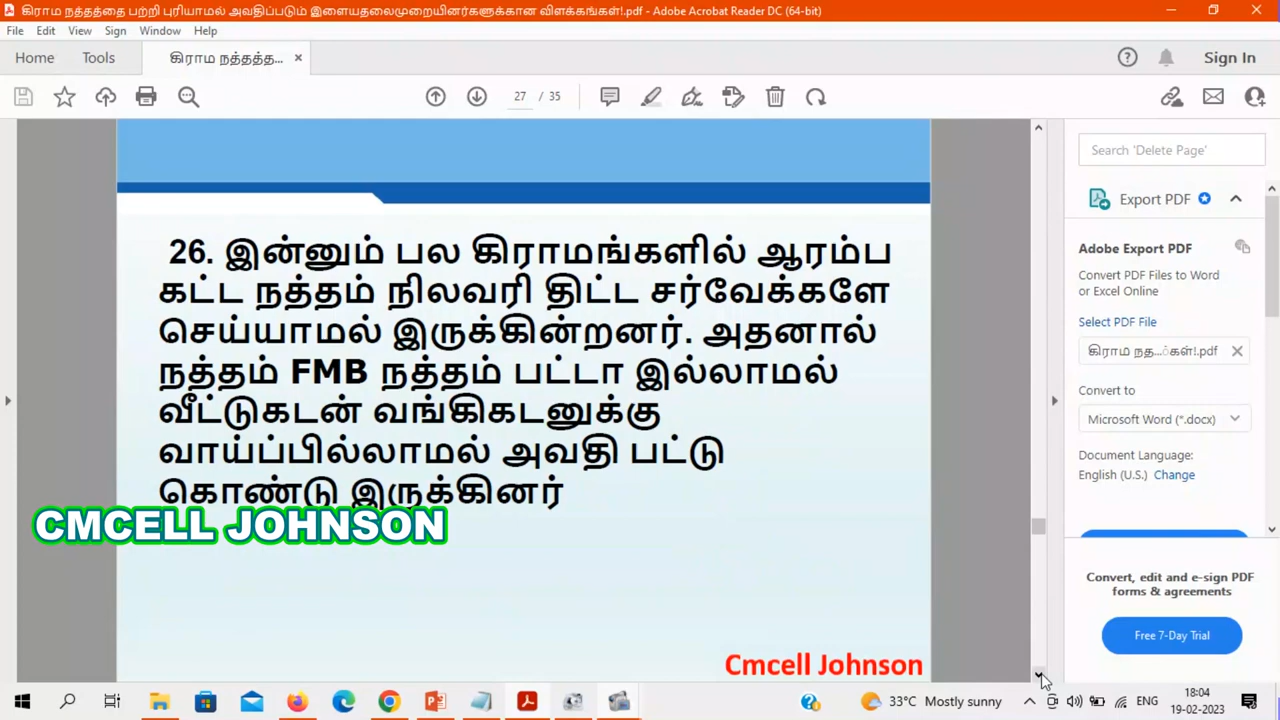 கிராம நத்தத்தை பற்றி புரியாமல் அவதிப்படும் இளையதலைமுறையினர்களுக்கான விளக்கங்கள்!.pdf - Adobe Acrobat Reader DC (64-bit)
File Edit View Sign Window Help
Home Tools கிராம நத்தத்த... Sign In
27 / 35
Search 'Delete Page'
Export PDF
Adobe Export PDF
Convert PDF Files to Word
or Excel Online
Select PDF File
கிராம நத...்கள்!.pdf
Convert to
Microsoft Word (*.docx)
Document Language:
English (U.S.) Change
Convert, edit and e-sign PDF
forms & agreements
Free 7-Day Trial
26. இன்னும் பல கிராமங்களில் ஆரம்ப
கட்ட நத்தம் நிலவரி திட்ட சர்வேக்களே
செய்யாமல் இருக்கின்றனர். அதனால்
நத்தம் FMB நத்தம் பட்டா இல்லாமல்
வீட்டுகடன் வங்கிகடனுக்கு
வாய்ப்பில்லாமல் அவதி பட்டு
கொண்டு இருக்கினர்
CMCELL JOHNSON
Cmcell Johnson
33°C Mostly sunny ENG 18:04
19-02-2023